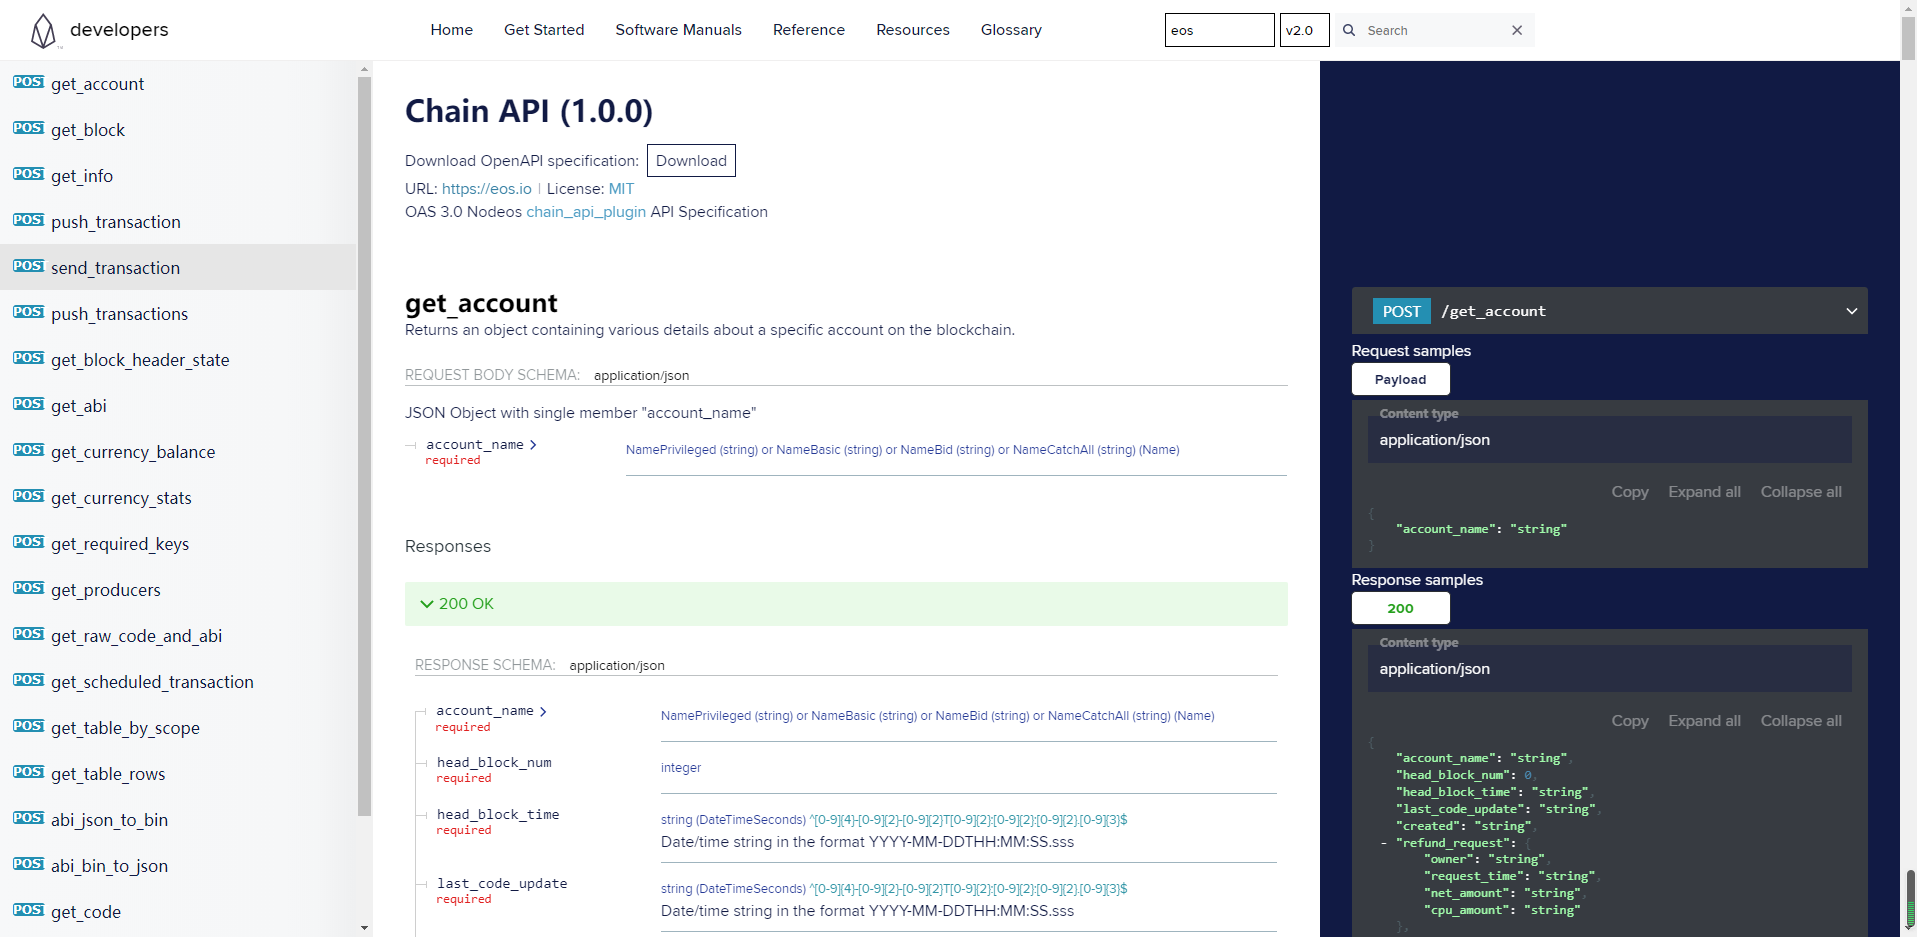 developers
Home Get Started Software Manuals Reference Resources Glossary
eos v2.0 Search
POST get_account
POST get_block
POST get_info
POST push_transaction
POST send_transaction
POST push_transactions
POST get_block_header_state
POST get_abi
POST get_currency_balance
POST get_currency_stats
POST get_required_keys
POST get_producers
POST get_raw_code_and_abi
POST get_scheduled_transaction
POST get_table_by_scope
POST get_table_rows
POST abi_json_to_bin
POST abi_bin_to_json
POST get_code
Chain API (1.0.0)
Download OpenAPI specification: Download
URL: https://eos.io | License: MIT
OAS 3.0 Nodeos chain_api_plugin API Specification
get_account
Returns an object containing various details about a specific account on the blockchain.
REQUEST BODY SCHEMA: application/json
JSON Object with single member "account_name"
account_name
required
NamePrivileged (string) or NameBasic (string) or NameBid (string) or NameCatchAll (string) (Name)
Responses
200 OK
RESPONSE SCHEMA: application/json
account_name
required
NamePrivileged (string) or NameBasic (string) or NameBid (string) or NameCatchAll (string) (Name)
head_block_num
required
integer
head_block_time
required
string (DateTimeSeconds) ^[0-9]{4}-[0-9]{2}-[0-9]{2}T[0-9]{2}:[0-9]{2}:[0-9]{2}.[0-9]{3}$
Date/time string in the format YYYY-MM-DDTHH:MM:SS.sss
last_code_update
required
string (DateTimeSeconds) ^[0-9]{4}-[0-9]{2}-[0-9]{2}T[0-9]{2}:[0-9]{2}:[0-9]{2}.[0-9]{3}$
Date/time string in the format YYYY-MM-DDTHH:MM:SS.sss
POST /get_account
Request samples
Payload
Content type
application/json
Copy Expand all Collapse all
{
"account_name": "string"
}
Response samples
200
Content type
application/json
Copy Expand all Collapse all
{
"account_name": "string",
"head_block_num": 0,
"head_block_time": "string",
"last_code_update": "string",
"created": "string",
- "refund_request": {
"owner": "string",
"request_time": "string",
"net_amount": "string",
"cpu_amount": "string"
},